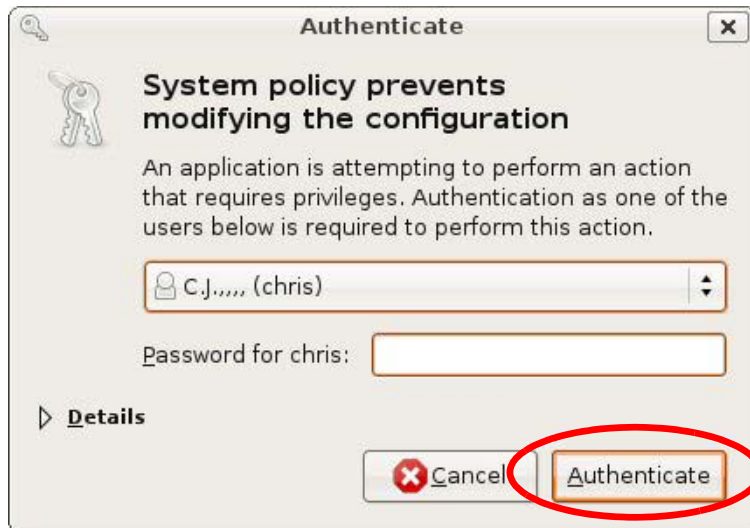 Authenticate
System policy prevents
modifying the configuration
An application is attempting to perform an action
that requires privileges. Authentication as one of the
users below is required to perform this action.
C.J.,,,, (chris)
Password for chris:
Details
Cancel Authenticate